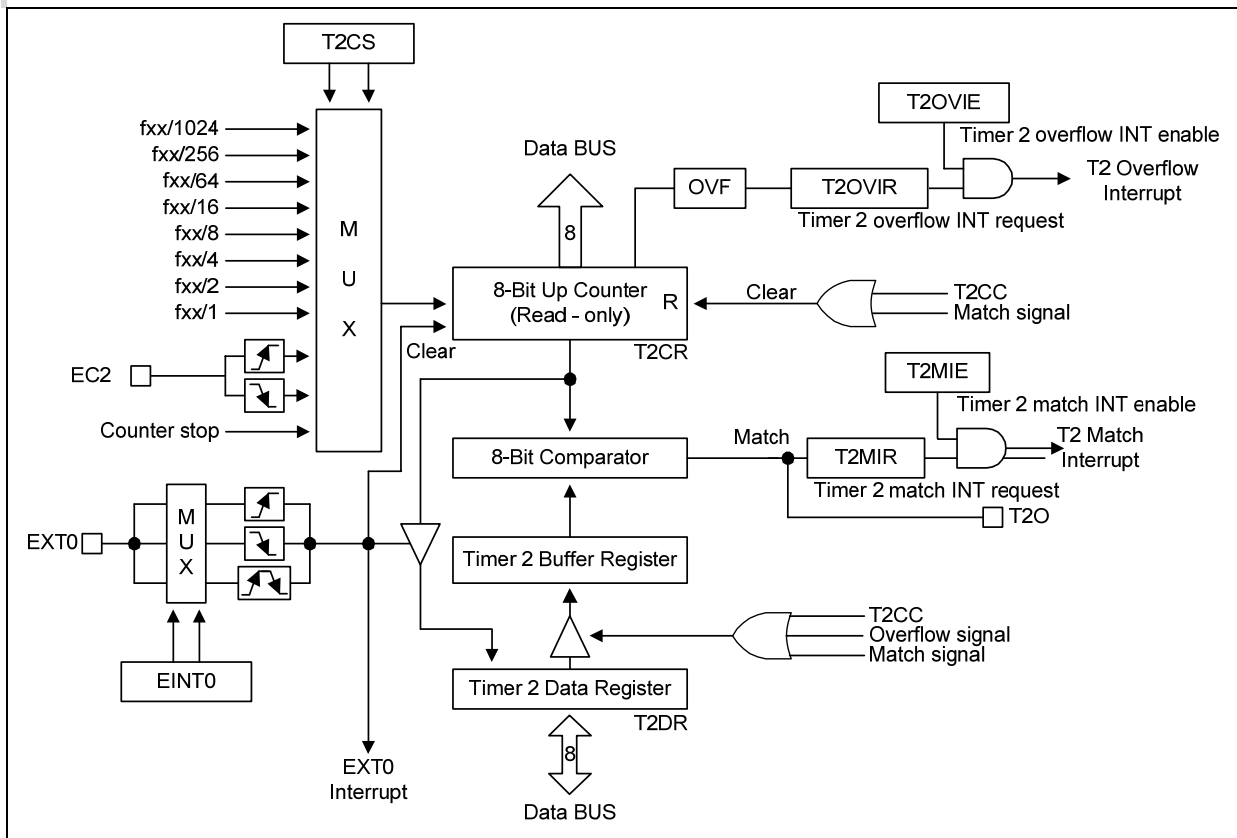 T2CS
fxx/1024
fxx/256
fxx/64
fxx/16
fxx/8
fxx/4
fxx/2
fxx/1
EC2
Counter stop
M
U
X
Data BUS
8
8-Bit Up Counter
(Read - only)
R
T2CR
Clear
OVF
T2OVIR
Timer 2 overflow INT request
T2OVIE
Timer 2 overflow INT enable
T2 Overflow
Interrupt
Clear
T2CC
Match signal
8-Bit Comparator
Match
T2MIR
Timer 2 match INT request
T2MIE
Timer 2 match INT enable
T2 Match
Interrupt
T2O
EXT0
M
U
X
EINT0
EXT0
Interrupt
Timer 2 Buffer Register
T2CC
Overflow signal
Match signal
Timer 2 Data Register
T2DR
8
Data BUS